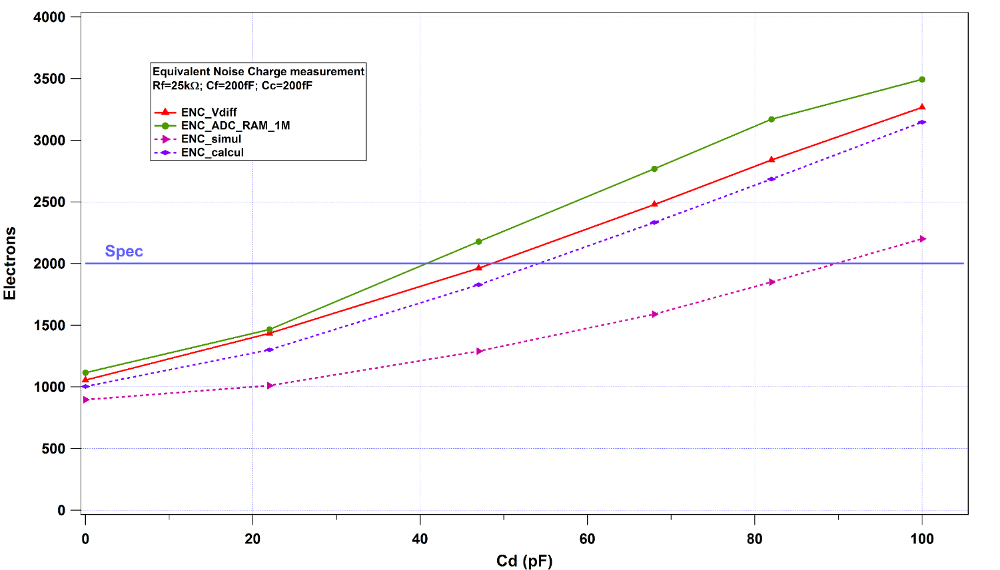 4000
3500
3000
2500
2000
1500
1000
500
0
Electrons
Equivalent Noise Charge measurement
Rf=25kΩ; Cf=200fF; Cc=200fF
ENC_Vdiff
ENC_ADC_RAM_1M
ENC_simul
ENC_calcul
Spec
0 20 40 60 80 100
Cd (pF)